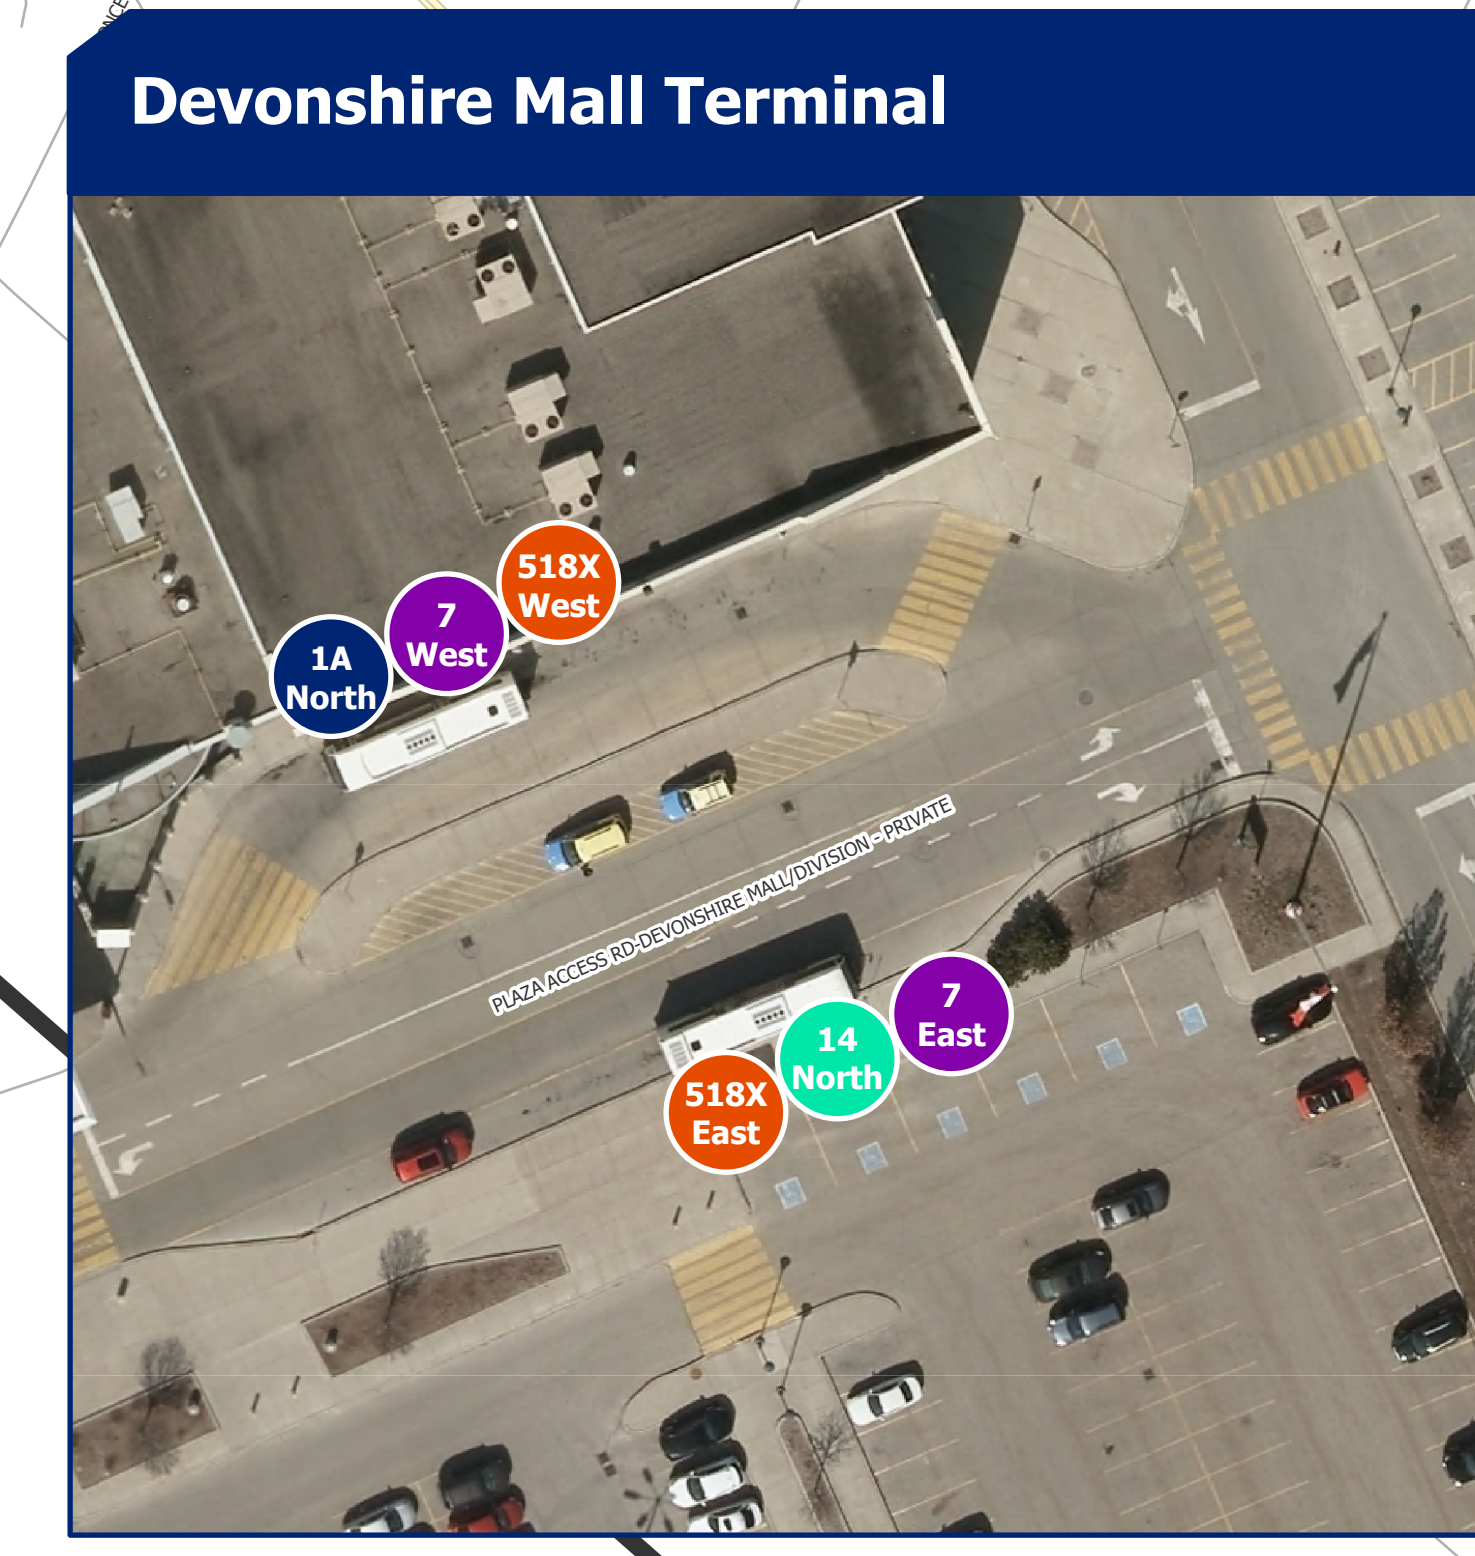 ONCE
Devonshire Mall Terminal
518X
West
7
West
1A
North
PLAZA ACCESS RD-DEVONSHIRE MALL/DIVISION - PRIVATE
7
East
14
North
518X
East